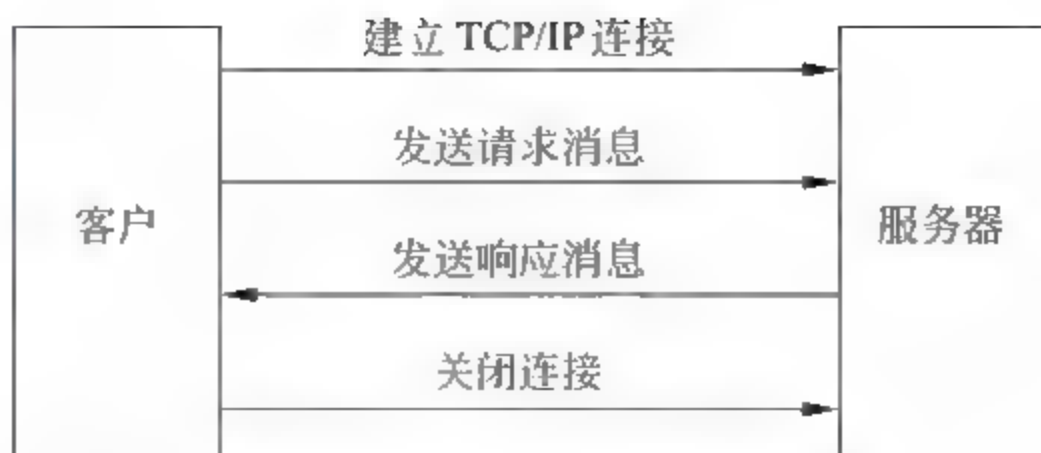 建立 TCP/IP 连接
发送请求消息
客户
服务器
发送响应消息
关闭连接